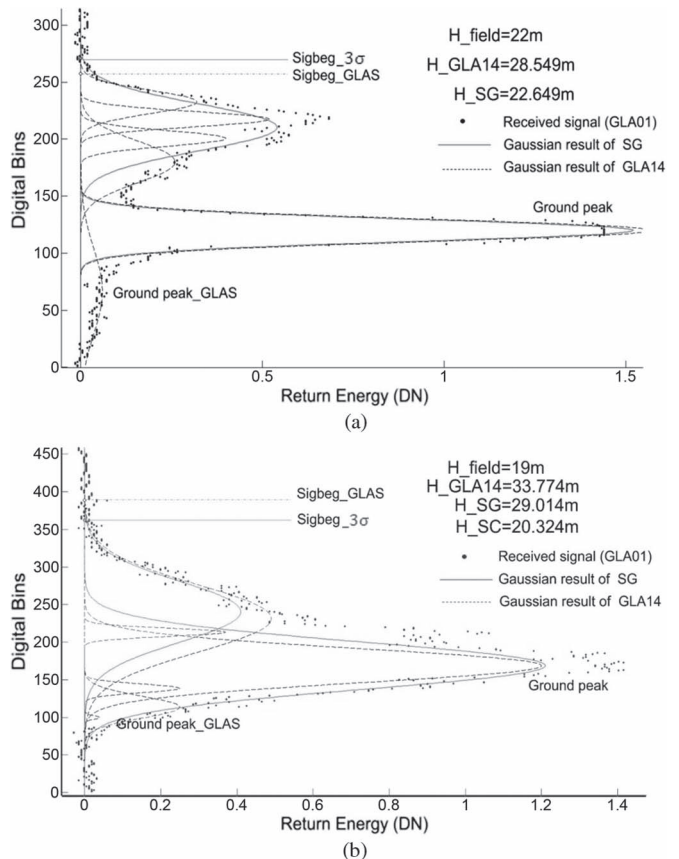 H_field=22m
H_GLA14=28.549m
H_SG=22.649m
Sigbeg_3σ
Sigbeg_GLAS
Received signal (GLA01)
Gaussian result of SG
Gaussian result of GLA14
Ground peak
Ground peak_GLAS
Digital Bins
300
250
200
150
100
50
0
0 0.5 1 1.5
Return Energy (DN)
(a)
H_field=19m
H_GLA14=33.774m
H_SG=29.014m
H_SC=20.324m
Sigbeg_GLAS
Sigbeg_3σ
Received signal (GLA01)
Gaussian result of SG
Gaussian result of GLA14
Ground peak
Ground peak_GLAS
Digital Bins
450
400
350
300
250
200
150
100
50
0
0 0.2 0.4 0.6 0.8 1 1.2 1.4
Return Energy (DN)
(b)